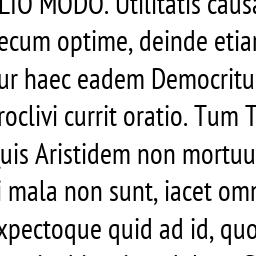 LIO MODO. Utilitatis causa
ecum optime, deinde etiam
ur haec eadem Democritu
roclivi currit oratio. Tum T
uis Aristidem non mortuu
i mala non sunt, iacet omn
xpectoque quid ad id, quo